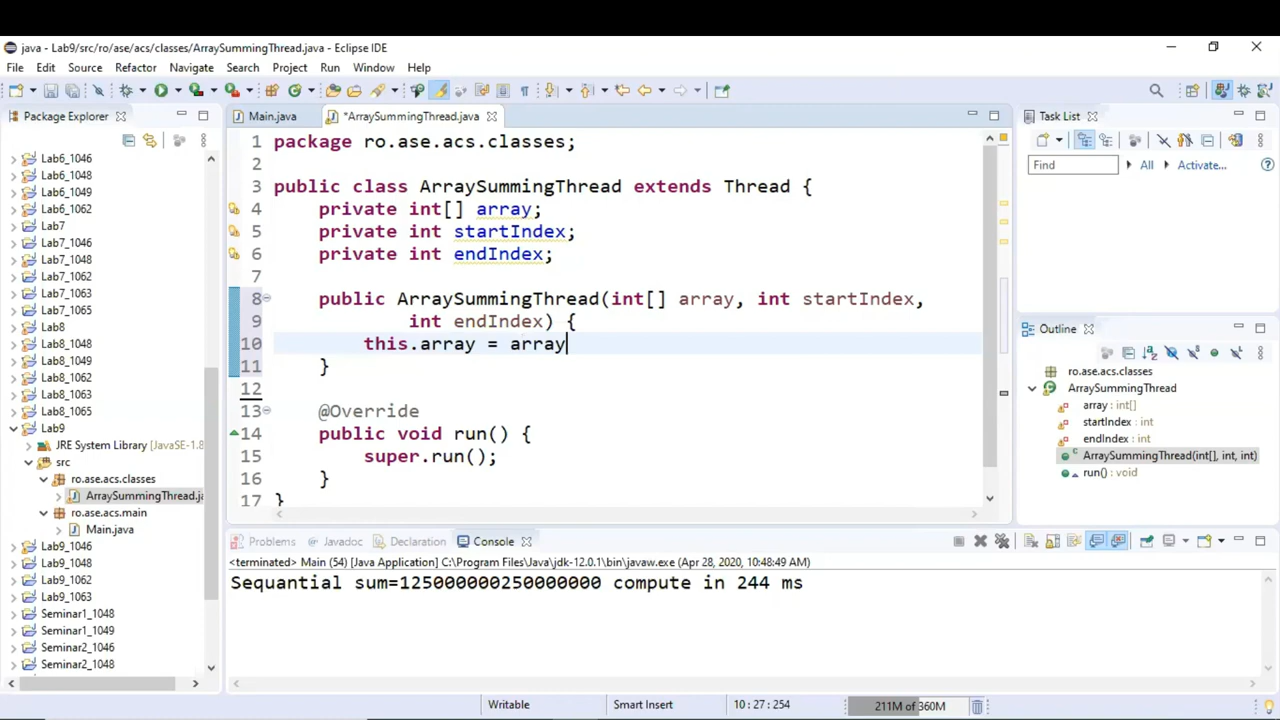 java - Lab9/src/ro/ase/acs/classes/ArraySummingThread.java - Eclipse IDE
File Edit Source Refactor Navigate Search Project Run Window Help
Package Explorer
Lab6_1046
Lab6_1048
Lab6_1049
Lab6_1062
Lab7
Lab7_1046
Lab7_1048
Lab7_1062
Lab7_1063
Lab7_1065
Lab8
Lab8_1048
Lab8_1049
Lab8_1062
Lab8_1063
Lab8_1065
Lab9
JRE System Library [JavaSE-1.8
src
ro.ase.acs.classes
ArraySummingThread.ja
ro.ase.acs.main
Main.java
Lab9_1046
Lab9_1048
Lab9_1062
Lab9_1063
Seminar1_1048
Seminar1_1049
Seminar2_1046
Seminar2_1048
Main.java *ArraySummingThread.java
1 package ro.ase.acs.classes;
2
3 public class ArraySummingThread extends Thread {
4 private int[] array;
5 private int startIndex;
6 private int endIndex;
7
8 public ArraySummingThread(int[] array, int startIndex,
9 int endIndex) {
10 this.array = array
11 }
12
13 @Override
14 public void run() {
15 super.run();
16 }
17 }
Task List
Find All Activate...
Outline
ro.ase.acs.classes
ArraySummingThread
array : int[]
startIndex : int
endIndex : int
ArraySummingThread(int[], int, int)
run() : void
Problems Javadoc Declaration Console
<terminated> Main (54) [Java Application] C:\Program Files\Java\jdk-12.0.1\bin\javaw.exe (Apr 28, 2020, 10:48:49 AM)
Sequantial sum=125000000250000000 compute in 244 ms
Writable Smart Insert 10 : 27 : 254 211M of 360M